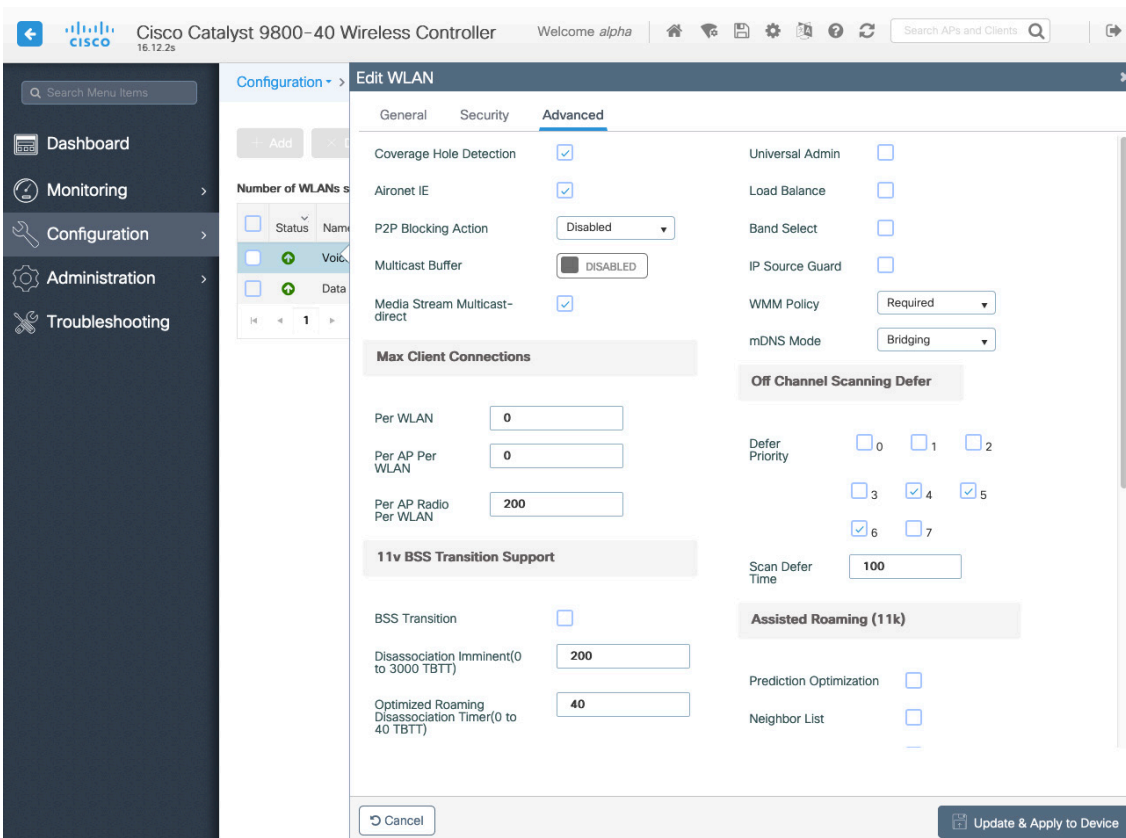 CISCO
Cisco Catalyst 9800-40 Wireless Controller
16.12.2s
Welcome alpha
Search APs and Clients
Search Menu Items
Dashboard
Monitoring
Configuration
Administration
Troubleshooting
Configuration
Add
Number of WLANs s
Status
Voic
Data
1
Edit WLAN
General
Security
Advanced
Coverage Hole Detection
Aironet IE
P2P Blocking Action
Disabled
Multicast Buffer
DISABLED
Media Stream Multicast-
direct
Max Client Connections
Per WLAN
0
Per AP Per
WLAN
0
Per AP Radio
Per WLAN
200
11v BSS Transition Support
BSS Transition
Disassociation Imminent(0
to 3000 TBTT)
200
Optimized Roaming
Disassociation Timer(0 to
40 TBTT)
40
Universal Admin
Load Balance
Band Select
IP Source Guard
WMM Policy
Required
mDNS Mode
Bridging
Off Channel Scanning Defer
Defer
Priority
0 1 2
3 4 5
6 7
Scan Defer
Time
100
Assisted Roaming (11k)
Prediction Optimization
Neighbor List
Cancel
Update & Apply to Device